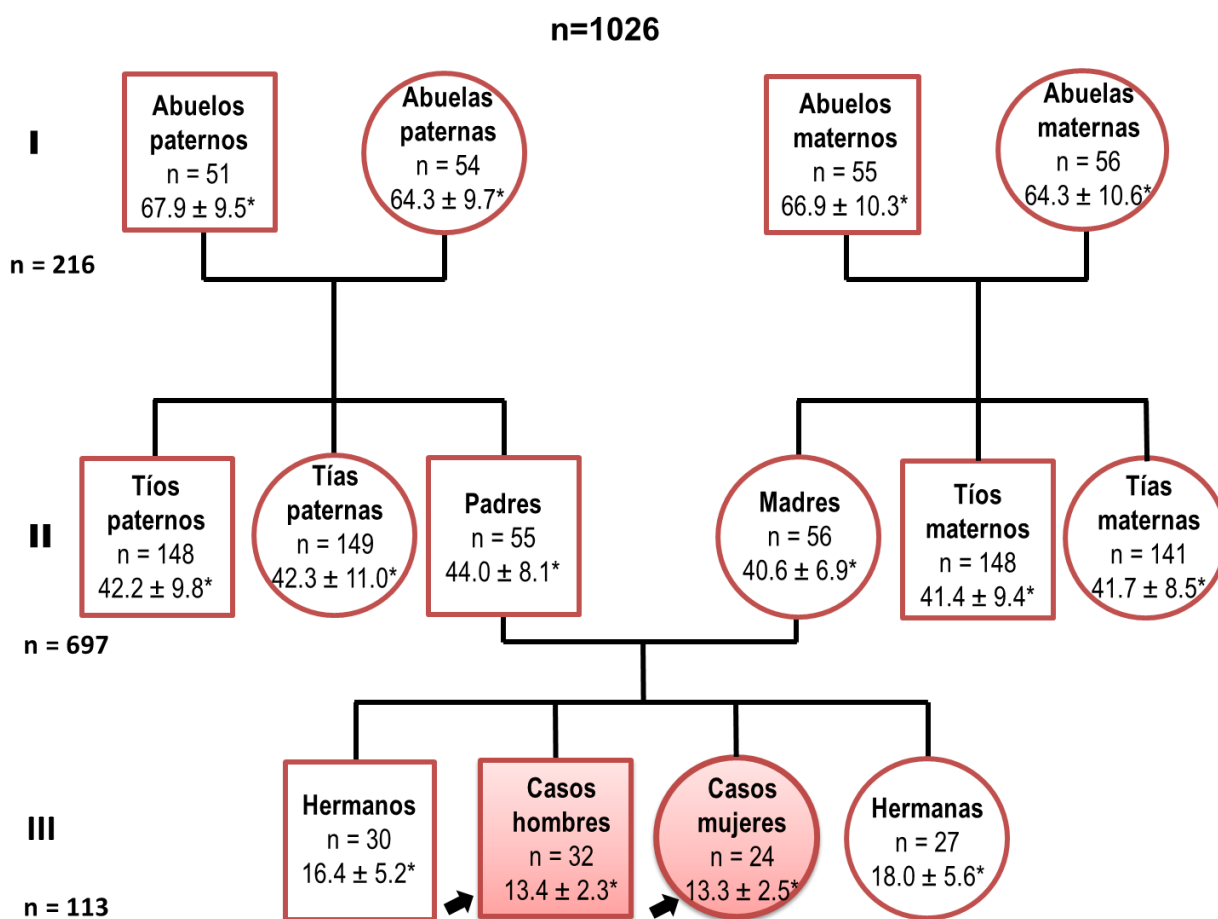 n=1026
I
Abuelos
paternos
n = 51
67.9 ± 9.5*
Abuelas
paternas
n = 54
64.3 ± 9.7*
Abuelos
maternos
n = 55
66.9 ± 10.3*
Abuelas
maternas
n = 56
64.3 ± 10.6*
n = 216
II
Tíos
paternos
n = 148
42.2 ± 9.8*
Tías
paternas
n = 149
42.3 ± 11.0*
Padres
n = 55
44.0 ± 8.1*
Madres
n = 56
40.6 ± 6.9*
Tíos
maternos
n = 148
41.4 ± 9.4*
Tías
maternas
n = 141
41.7 ± 8.5*
n = 697
III
Hermanos
n = 30
16.4 ± 5.2*
Casos
hombres
n = 32
13.4 ± 2.3*
Casos
mujeres
n = 24
13.3 ± 2.5*
Hermanas
n = 27
18.0 ± 5.6*
n = 113